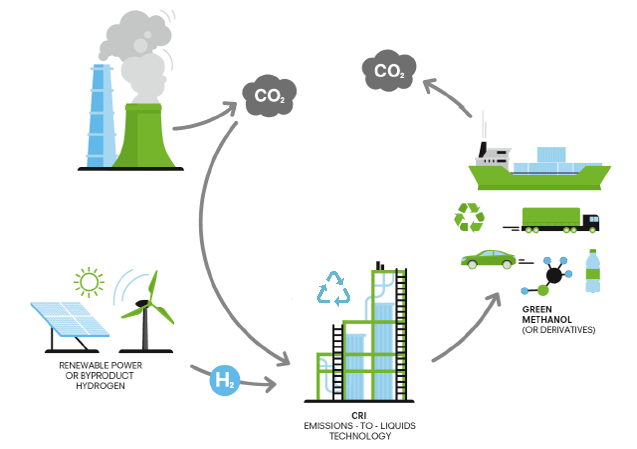 CO2
CO2
H2
RENEWABLE POWER
OR BYPRODUCT
HYDROGEN
CRI
EMISSIONS - TO - LIQUIDS
TECHNOLOGY
GREEN
METHANOL
(OR DERIVATIVES)